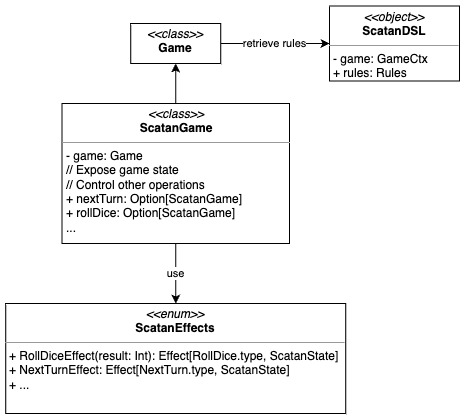 <<class>>
Game
retrieve rules
<<object>>
ScatanDSL
- game: GameCtx
+ rules: Rules
<<class>>
ScatanGame
- game: Game
// Expose game state
// Control other operations
+ nextTurn: Option[ScatanGame]
+ rollDice: Option[ScatanGame]
...
use
<<enum>>
ScatanEffects
+ RollDiceEffect(result: Int): Effect[RollDice.type, ScatanState]
+ NextTurnEffect: Effect[NextTurn.type, ScatanState]
+ ...